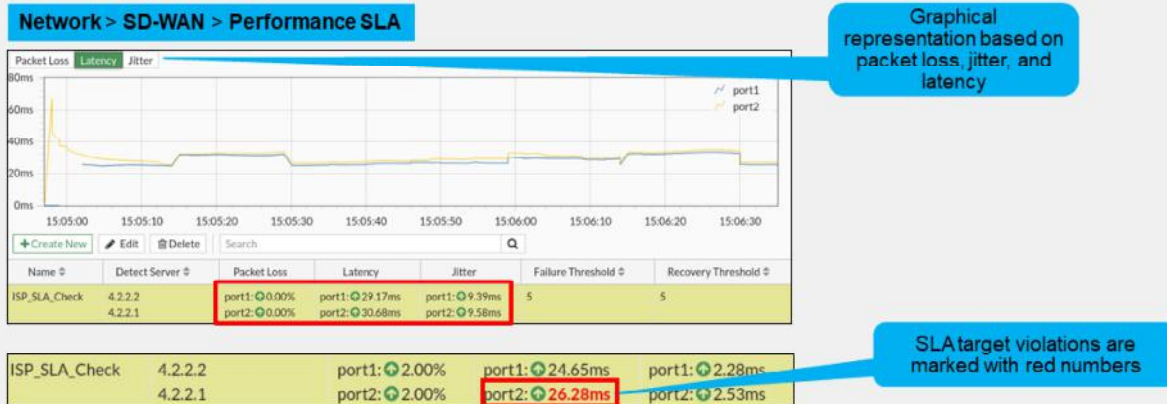 Network > SD-WAN > Performance SLA
Graphical
representation based on
packet loss, jitter, and
latency
Packet Loss Latency Jitter
80ms
port1
port2
60ms
40ms
20ms
0ms
15:05:00 15:05:10 15:05:20 15:05:30 15:05:40 15:05:50 15:06:00 15:06:10 15:06:20 15:06:30
+Create New Edit Delete Search
Name Detect Server Packet Loss Latency Jitter Failure Threshold Recovery Threshold
ISP_SLA_Check 4.2.2.2 port1: 0.00% port1: 29.17ms port1: 9.39ms 5 5
4.2.2.1 port2: 0.00% port2: 30.68ms port2: 9.58ms
SLA target violations are
marked with red numbers
ISP_SLA_Check 4.2.2.2 port1: 2.00% port1: 24.65ms port1: 2.28ms
4.2.2.1 port2: 2.00% port2: 26.28ms port2: 2.53ms